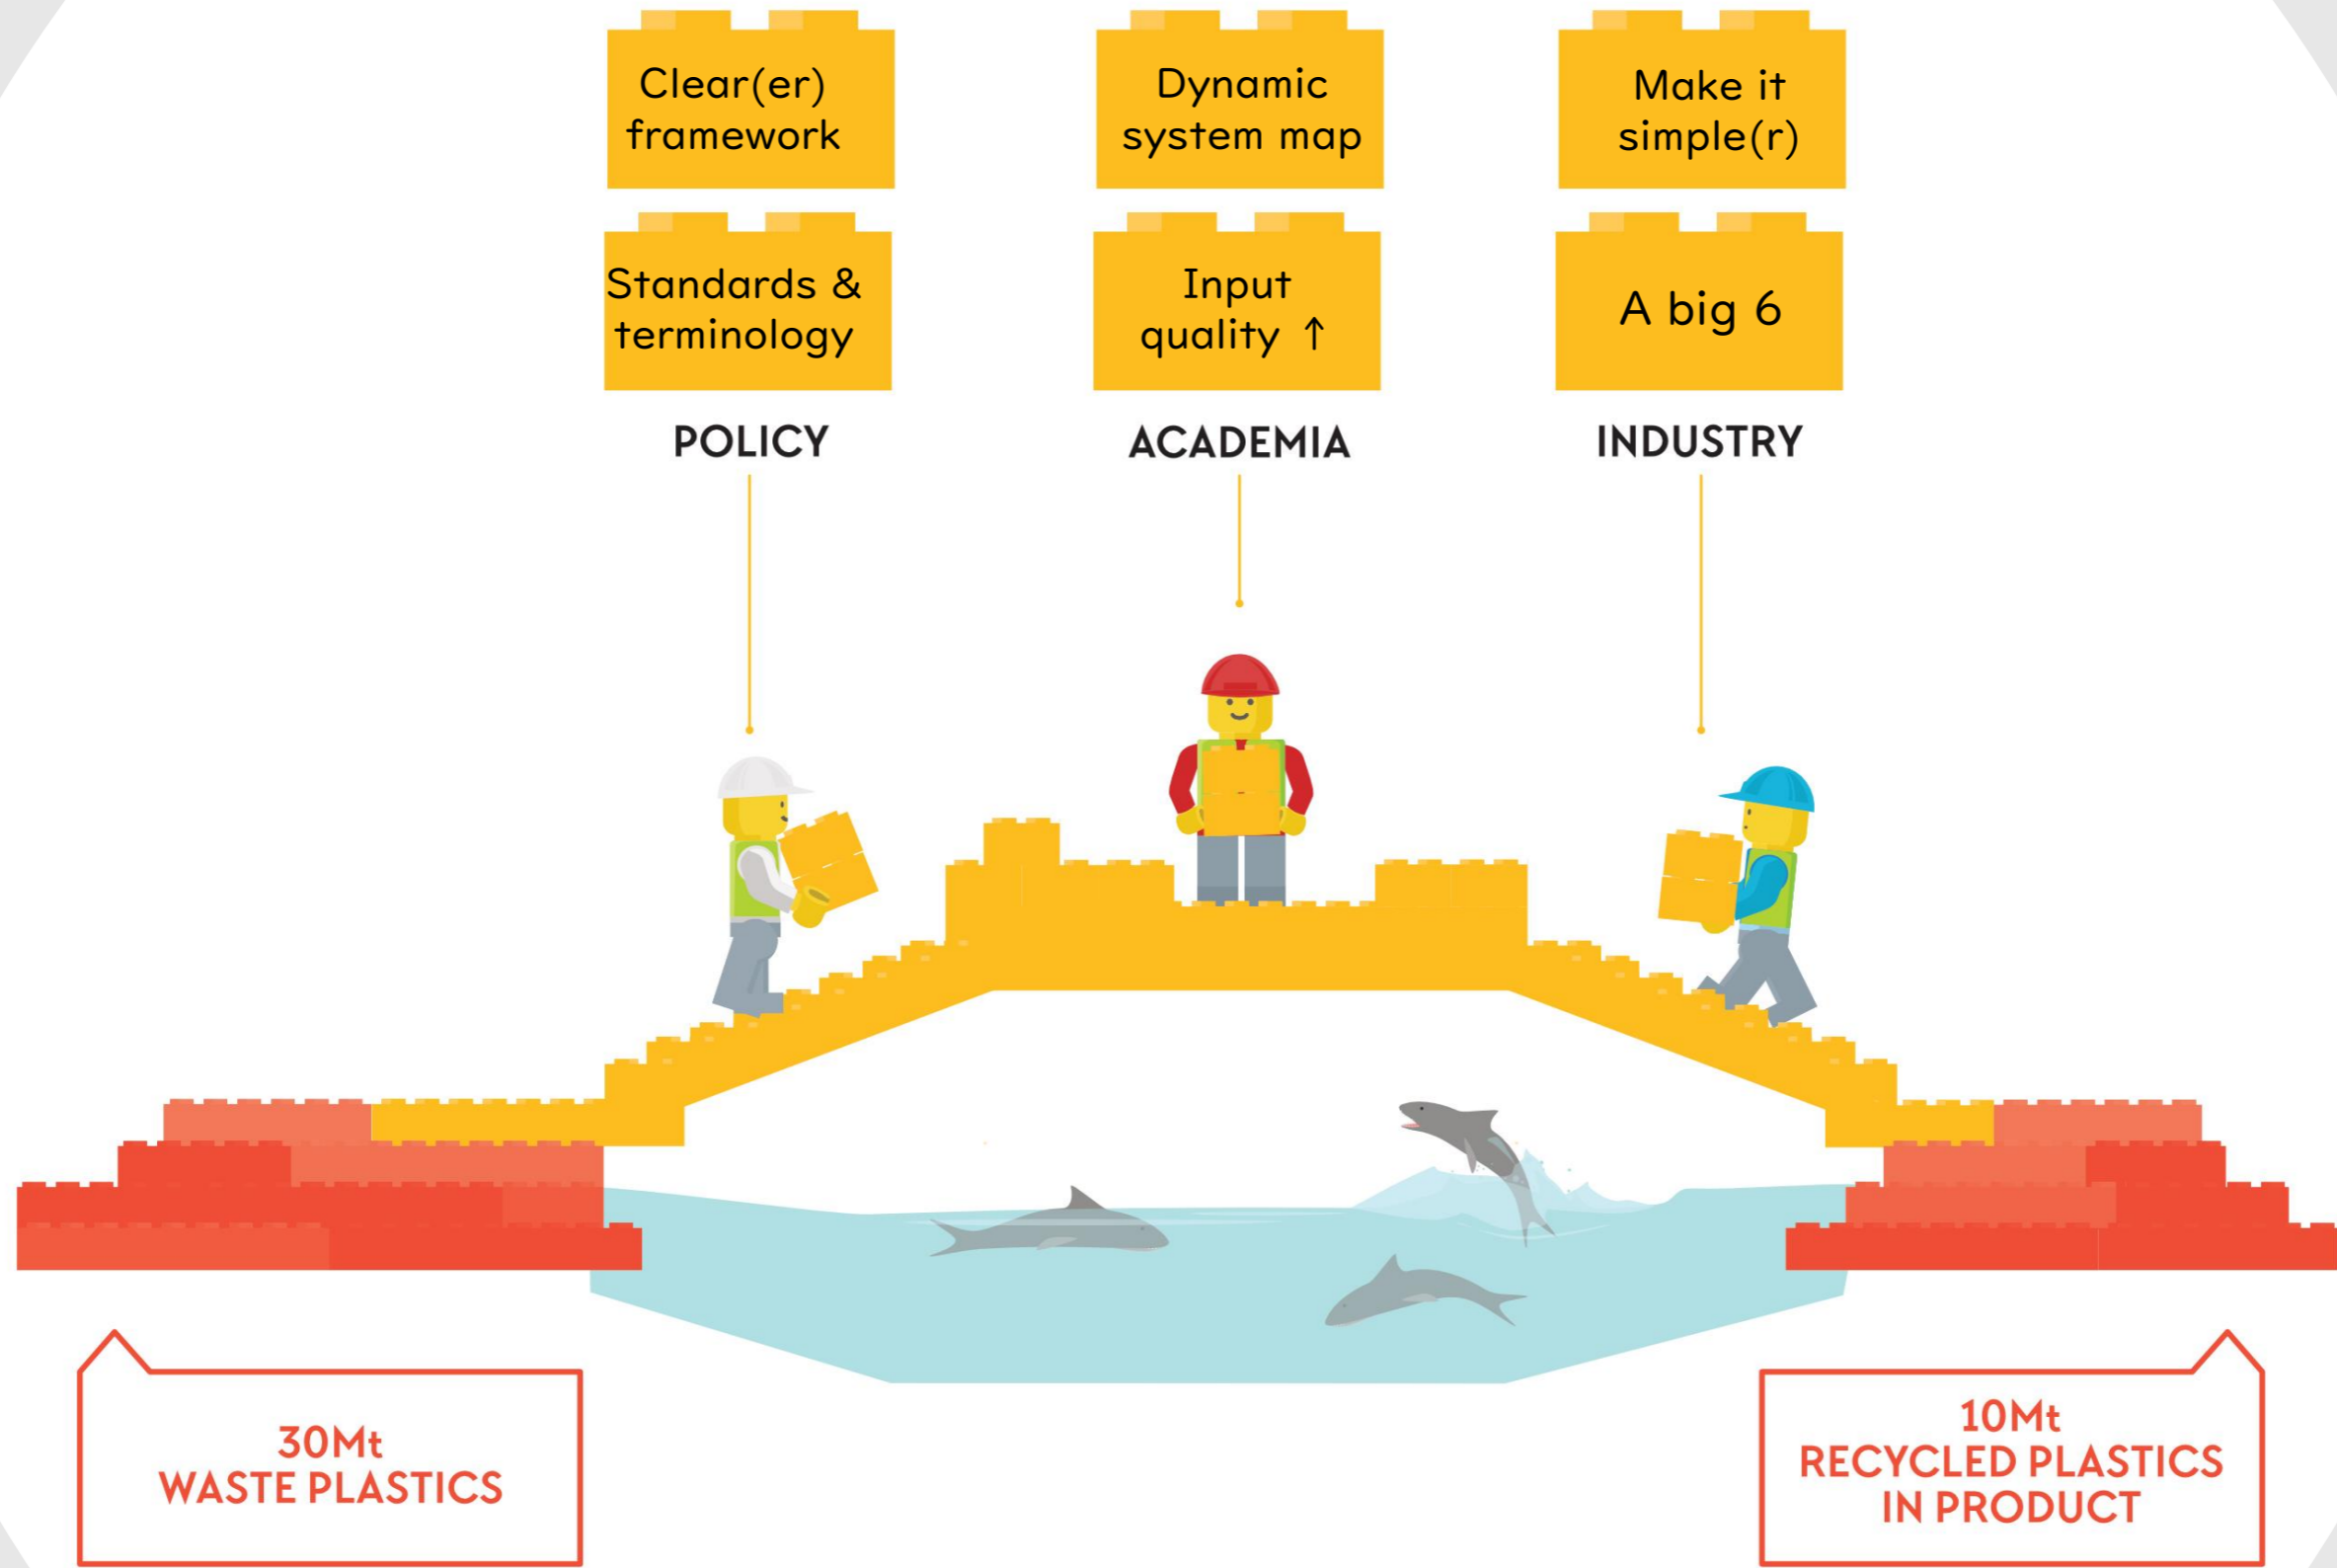 Clear(er)
framework
Standards &
terminology
POLICY
Dynamic
system map
Input
quality ↑
ACADEMIA
Make it
simple(r)
A big 6
INDUSTRY
30Mt
WASTE PLASTICS
10Mt
RECYCLED PLASTICS
IN PRODUCT